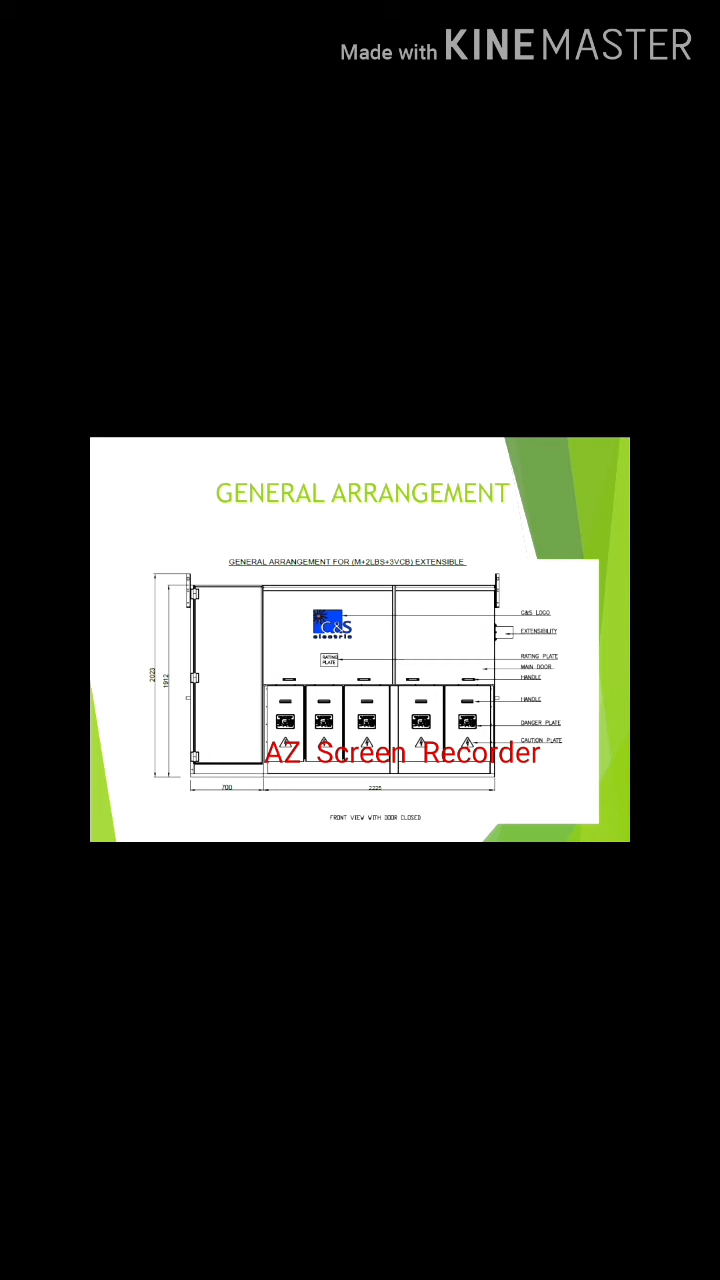 Made with KINEMASTER
GENERAL ARRANGEMENT
GENERAL ARRANGEMENT FOR (M+2LBS+3VCB) EXTENSIBLE
C&S
electric
C&S LOGO
EXTENSIBILITY
RATING
PLATE
RATING PLATE
MAIN DOOR
HANDLE
2023
1912
HANDLE
DANGER PLATE
CAUTION PLATE
AZ Screen Recorder
700
2225
FRONT VIEW WITH DOOR CLOSED